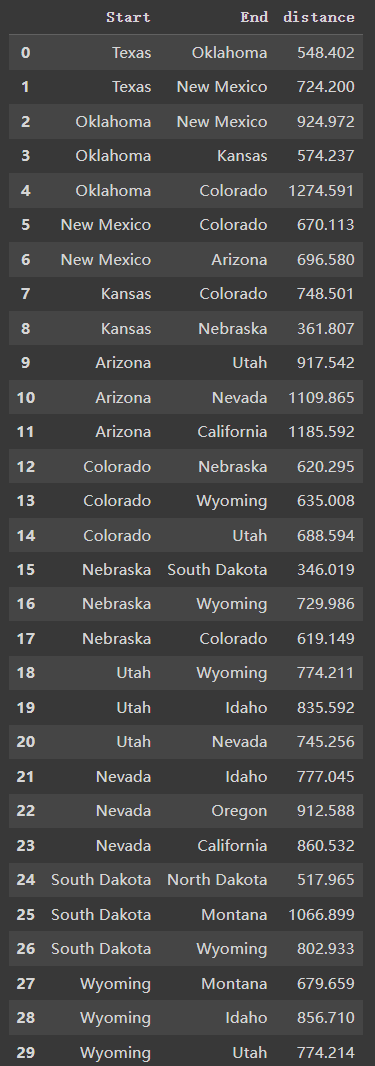 Start End distance
0 Texas Oklahoma 548.402
1 Texas New Mexico 724.200
2 Oklahoma New Mexico 924.972
3 Oklahoma Kansas 574.237
4 Oklahoma Colorado 1274.591
5 New Mexico Colorado 670.113
6 New Mexico Arizona 696.580
7 Kansas Colorado 748.501
8 Kansas Nebraska 361.807
9 Arizona Utah 917.542
10 Arizona Nevada 1109.865
11 Arizona California 1185.592
12 Colorado Nebraska 620.295
13 Colorado Wyoming 635.008
14 Colorado Utah 688.594
15 Nebraska South Dakota 346.019
16 Nebraska Wyoming 729.986
17 Nebraska Colorado 619.149
18 Utah Wyoming 774.211
19 Utah Idaho 835.592
20 Utah Nevada 745.256
21 Nevada Idaho 777.045
22 Nevada Oregon 912.588
23 Nevada California 860.532
24 South Dakota North Dakota 517.965
25 South Dakota Montana 1066.899
26 South Dakota Wyoming 802.933
27 Wyoming Montana 679.659
28 Wyoming Idaho 856.710
29 Wyoming Utah 774.214